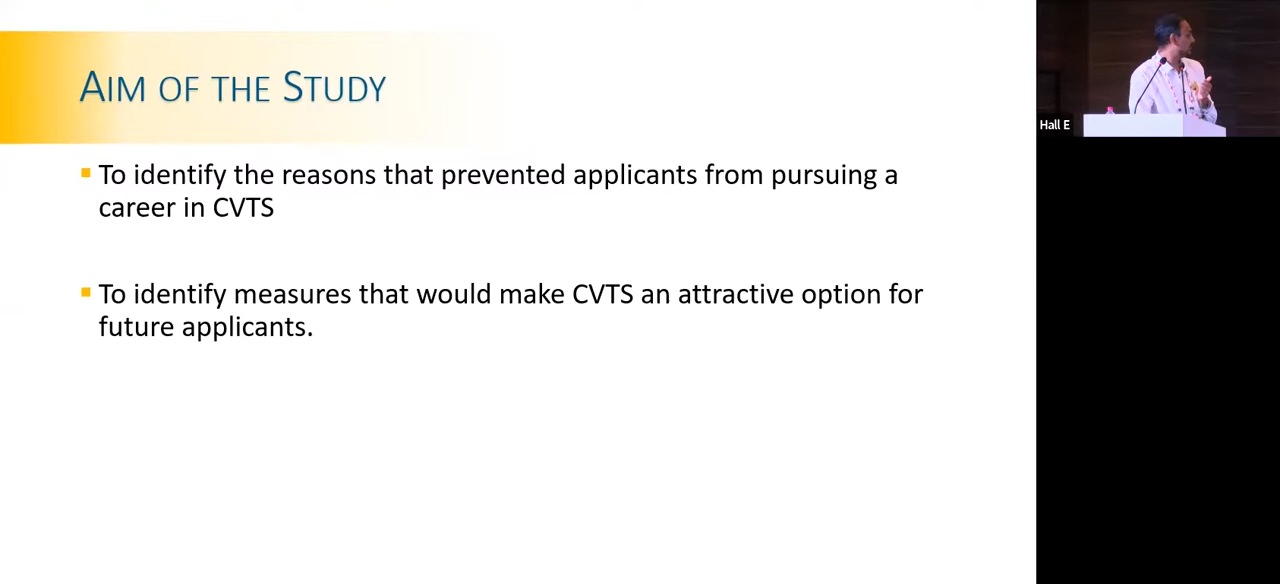 AIM OF THE STUDY
To identify the reasons that prevented applicants from pursuing a
career in CVTS
To identify measures that would make CVTS an attractive option for
future applicants.
Hall E